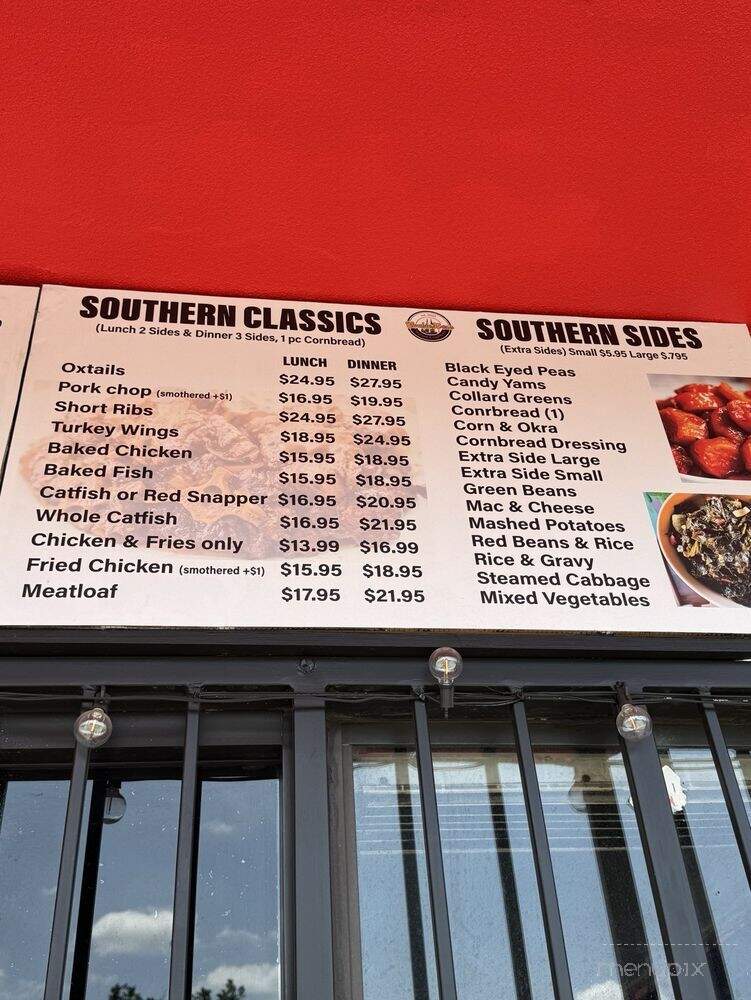 SOUTHERN CLASSICS
(Lunch 2 Sides & Dinner 3 Sides, 1 pc Cornbread)
LUNCH DINNER
Oxtails $24.95 $27.95
Pork chop (smothered +$1) $16.95 $19.95
Short Ribs $24.95 $27.95
Turkey Wings $18.95 $24.95
Baked Chicken $15.95 $18.95
Baked Fish $15.95 $18.95
Catfish or Red Snapper $16.95 $20.95
Whole Catfish $16.95 $21.95
Chicken & Fries only $13.99 $16.99
Fried Chicken (smothered +$1) $15.95 $18.95
Meatloaf $17.95 $21.95
SOUTHERN SIDES
(Extra Sides) Small $5.95 Large $.795
Black Eyed Peas
Candy Yams
Collard Greens
Conrbread (1)
Corn & Okra
Cornbread Dressing
Extra Side Large
Extra Side Small
Green Beans
Mac & Cheese
Mashed Potatoes
Red Beans & Rice
Rice & Gravy
Steamed Cabbage
Mixed Vegetables
menupix